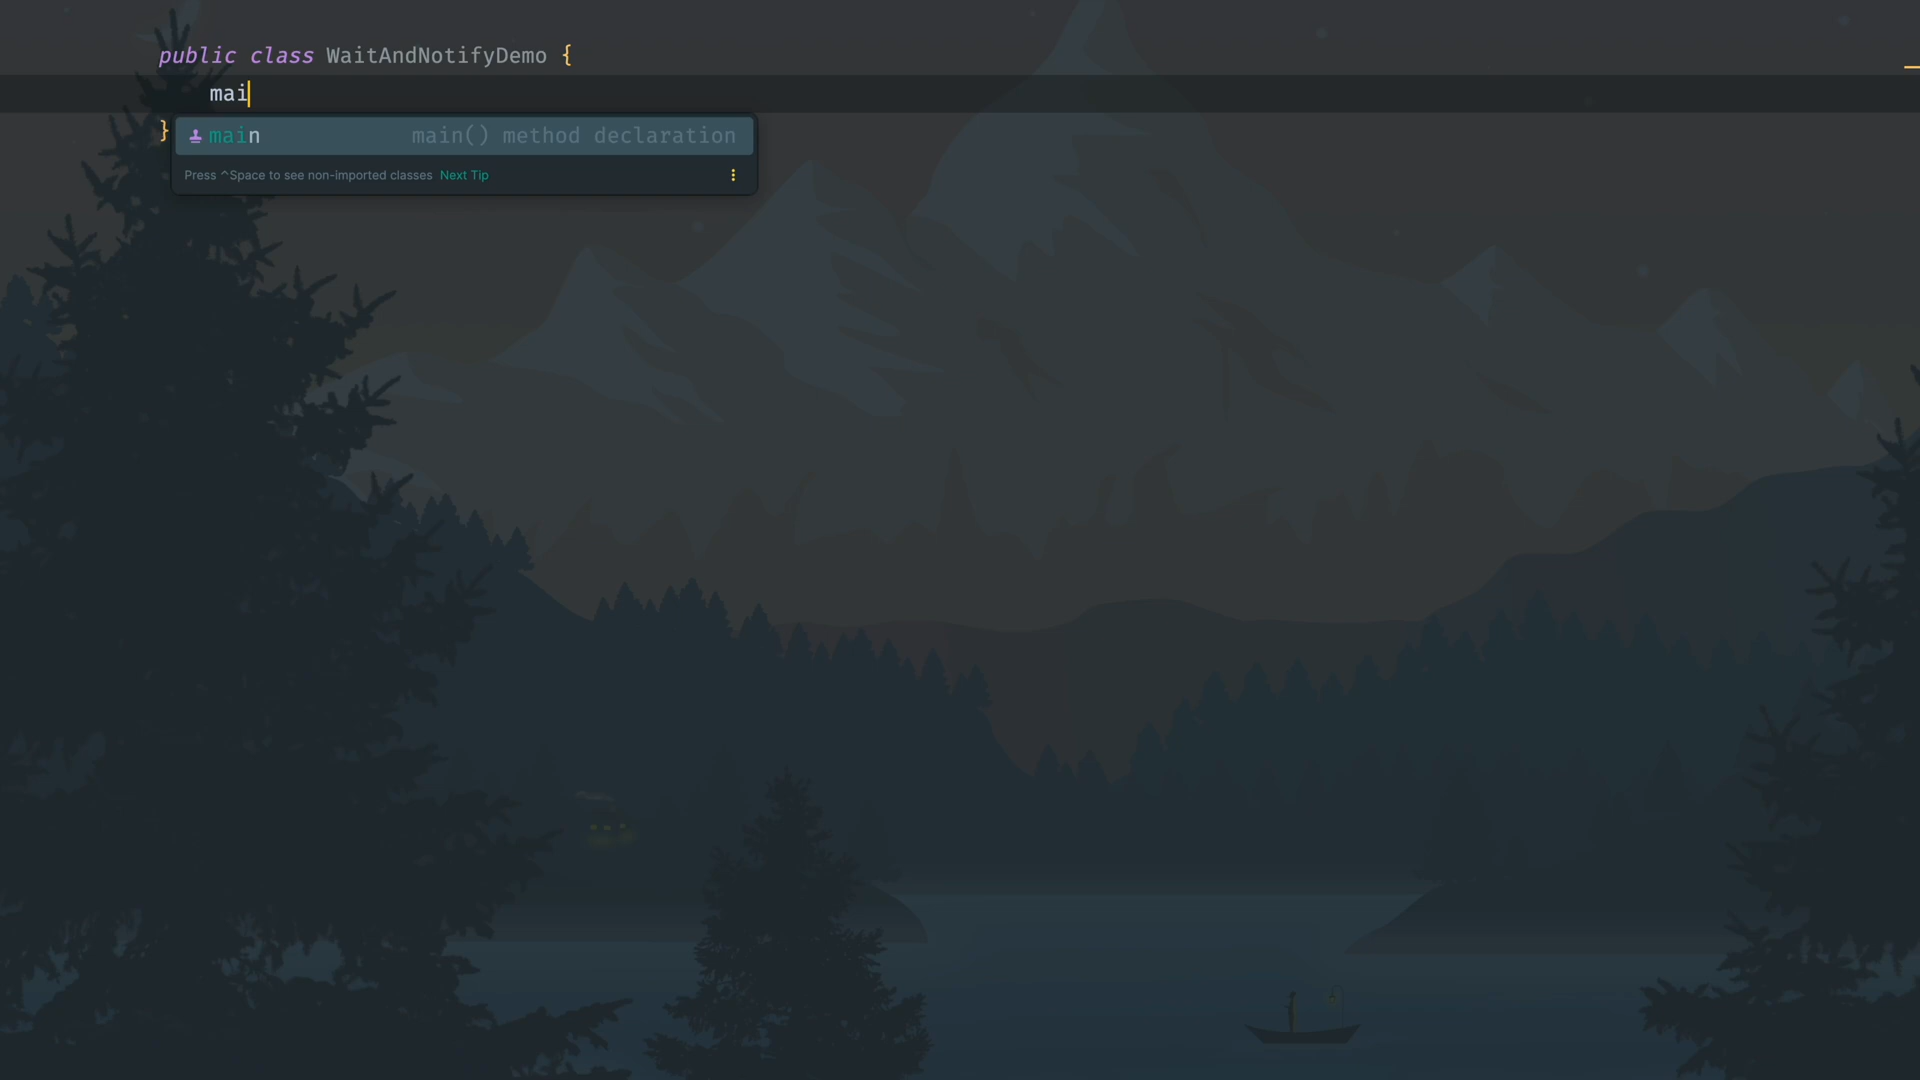 public class WaitAndNotifyDemo {
mai
}
main main() method declaration
Press ^Space to see non-imported classes Next Tip